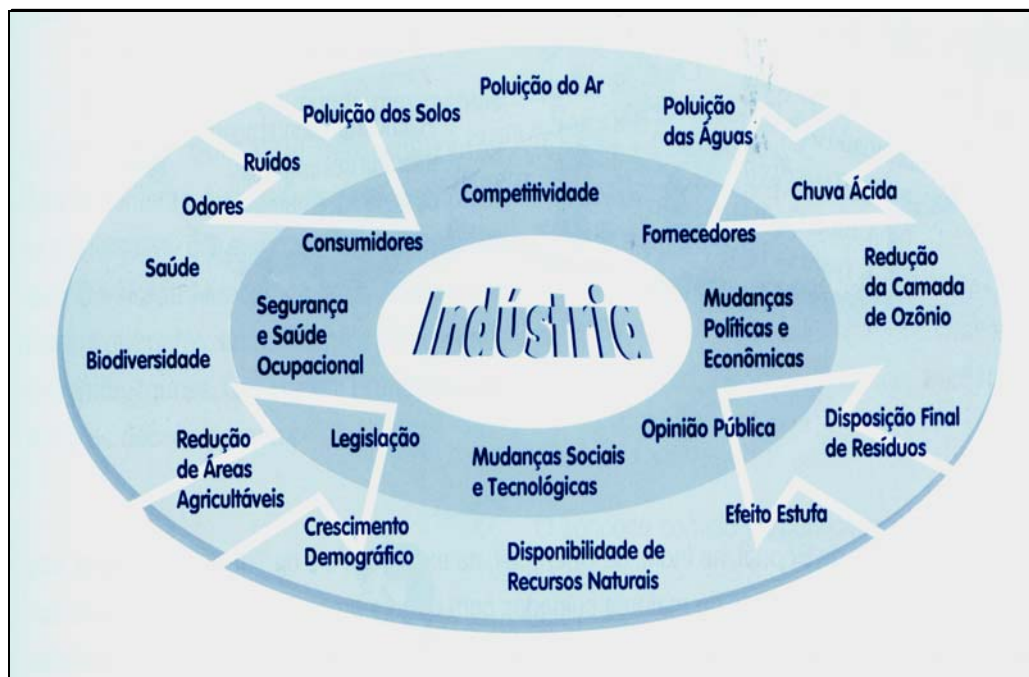 Poluição do Ar
Poluição dos Solos
Poluição
das Águas
Ruídos
Chuva Ácida
Odores
Competitividade
Consumidores
Fornecedores
Saúde
Redução
da Camada
de Ozônio
Segurança
e Saúde
Ocupacional
Indústria
Mudanças
Políticas e
Econômicas
Biodiversidade
Redução
de Áreas
Agricultáveis
Legislação
Opinião Pública
Disposição Final
de Resíduos
Mudanças Sociais
e Tecnológicas
Crescimento
Demográfico
Efeito Estufa
Disponibilidade de
Recursos Naturais